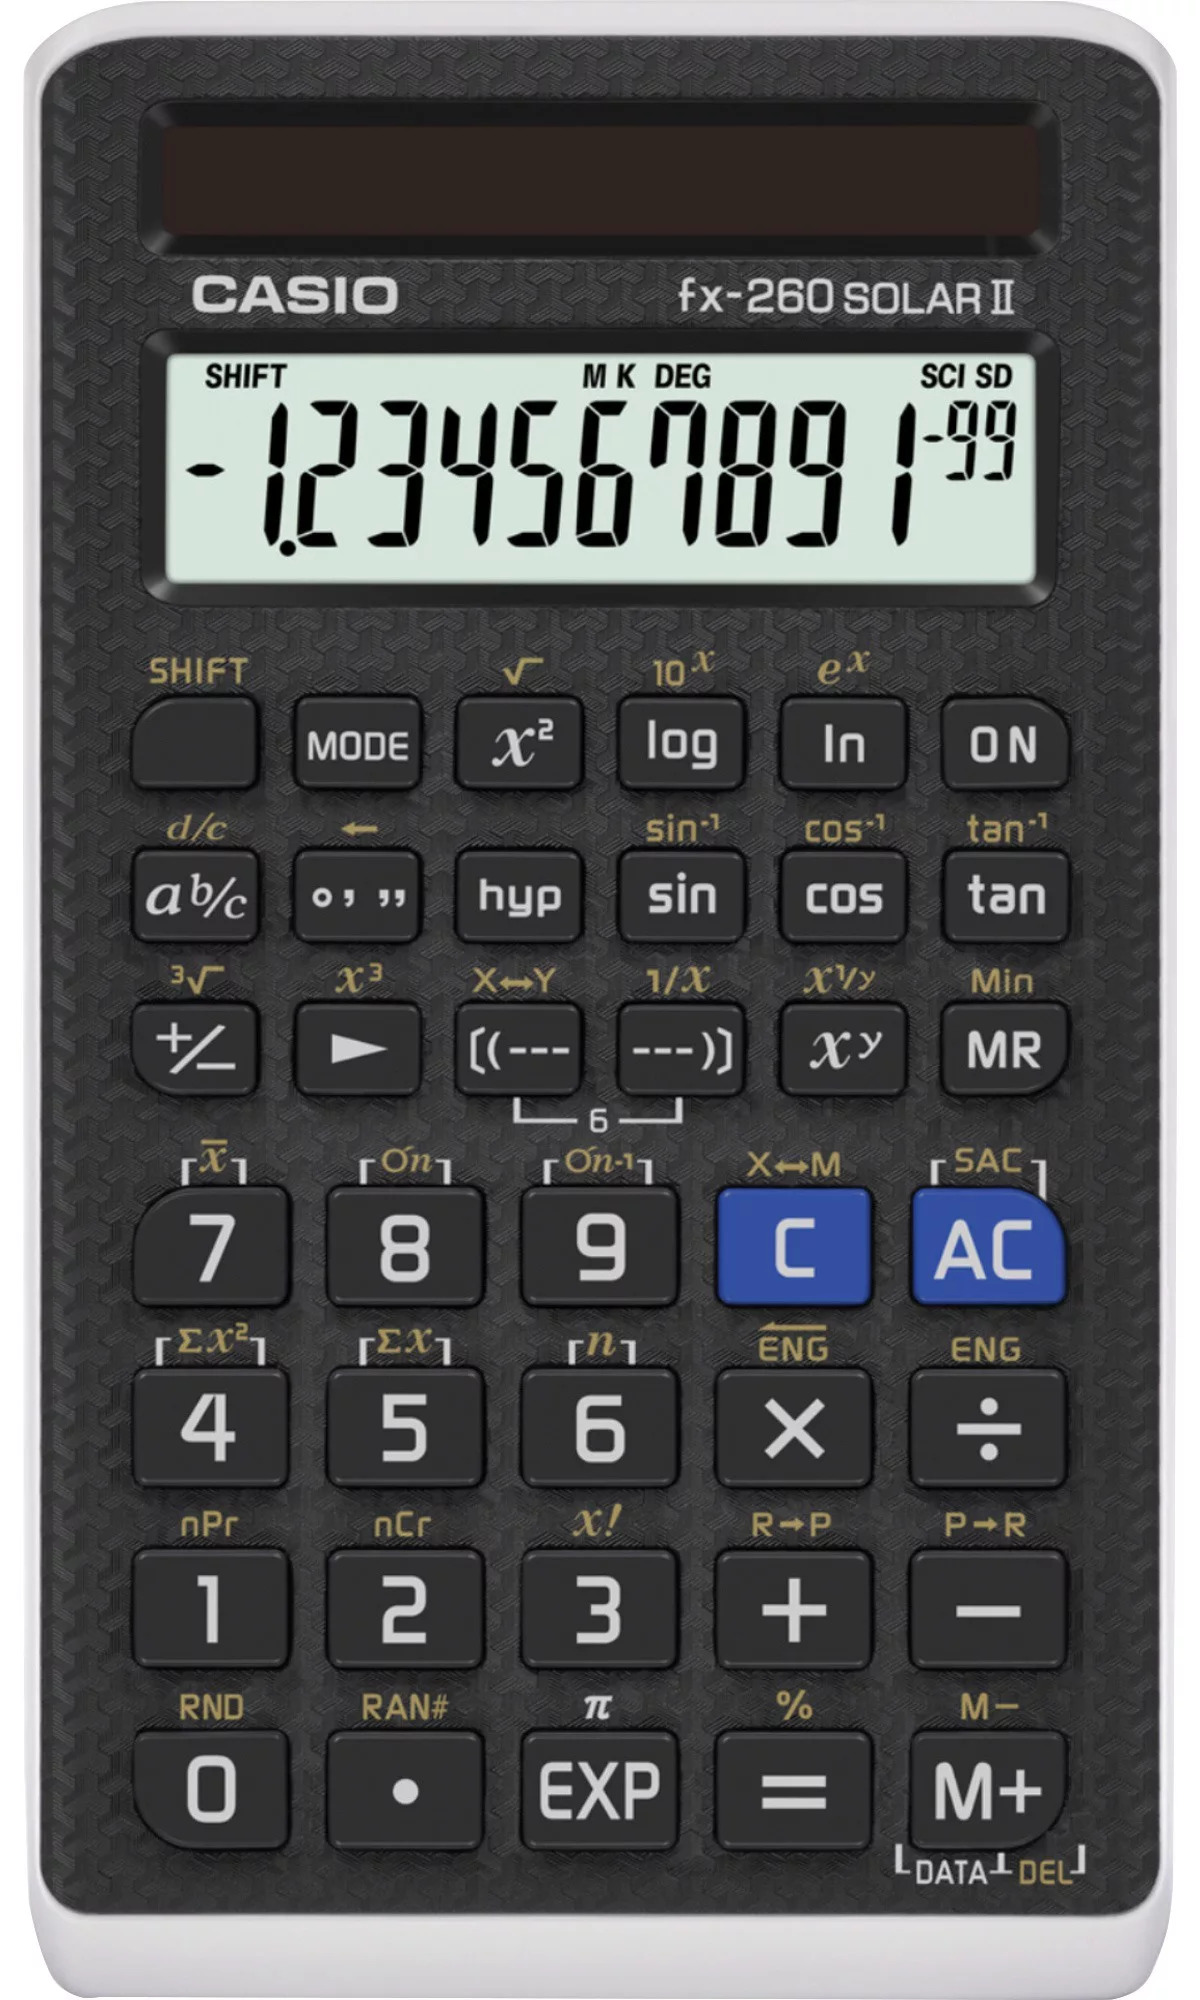 CASIO fx-260 SOLAR II
SHIFT M K DEG SCI SD
-1.234567891 -99
SHIFT √ 10ˣ eˣ
MODE x² log ln ON
d/c ← sin⁻¹ cos⁻¹ tan⁻¹
a b/c ° ’ ” hyp sin cos tan
³√ x³ X↔Y 1/x x¹/ʸ Min
+/− ► [(--- ---)] xʸ MR
6
x̄ σn σn-1 X↔M SAC
7 8 9 C AC
Σx² Σx n ←ENG ENG
4 5 6 × ÷
nPr nCr x! R→P P→R
1 2 3 + −
RND RAN# π % M−
0 • EXP = M+
DATA DEL